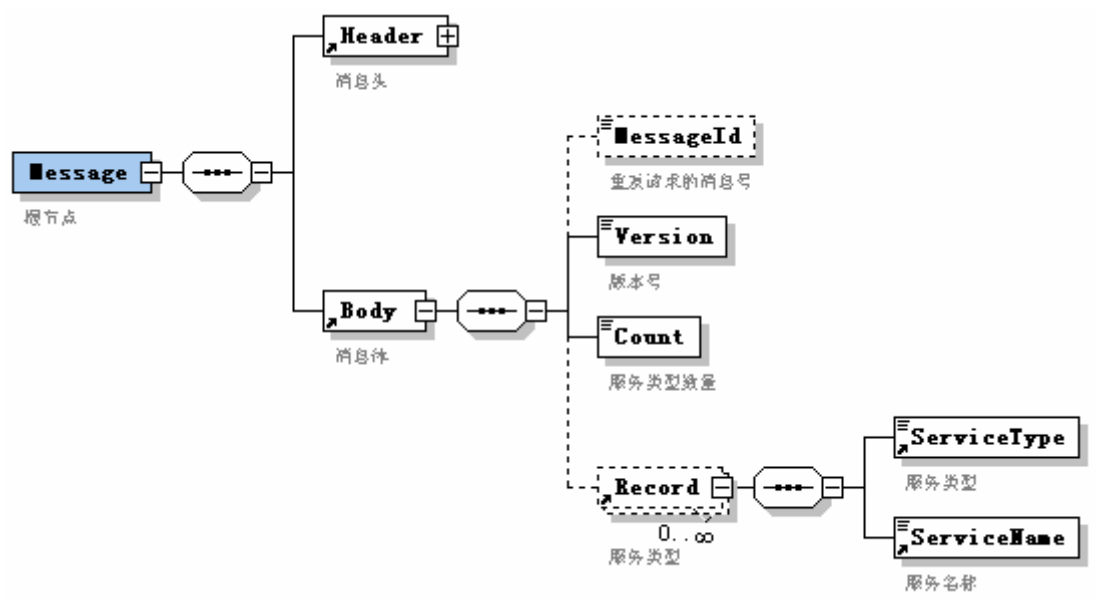 Header
消息头
MessageId
重发请求的消息号
Message
根节点
Version
版本号
Body
消息体
Count
服务类型数量
ServiceType
服务类型
Record
0..∞
服务类型
ServiceName
服务名称